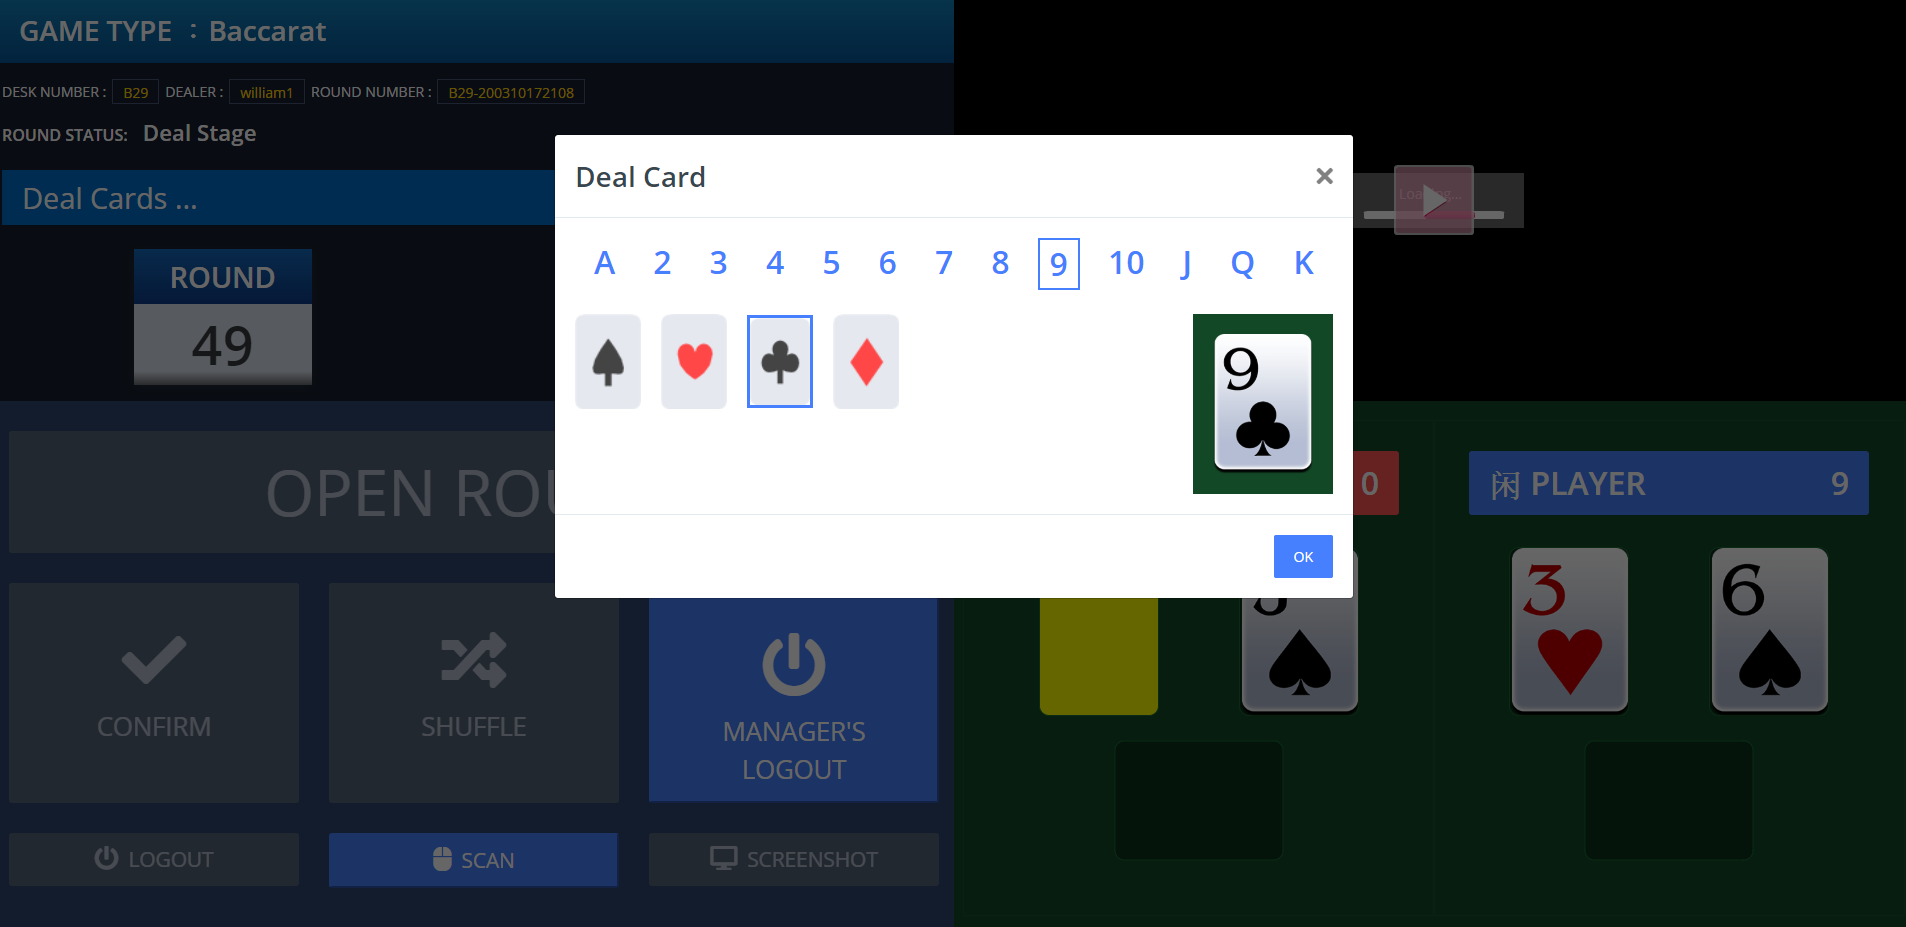 GAME TYPE : Baccarat
DESK NUMBER : B29 DEALER : william1 ROUND NUMBER : B29-200310172108
ROUND STATUS: Deal Stage
Deal Cards ...
ROUND
49
Deal Card ×
A 2 3 4 5 6 7 8 9 10 J Q K
9
OK
Loading...
OPEN ROU
0
闲 PLAYER 9
3 6
CONFIRM
SHUFFLE
MANAGER'S
LOGOUT
LOGOUT
SCAN
SCREENSHOT